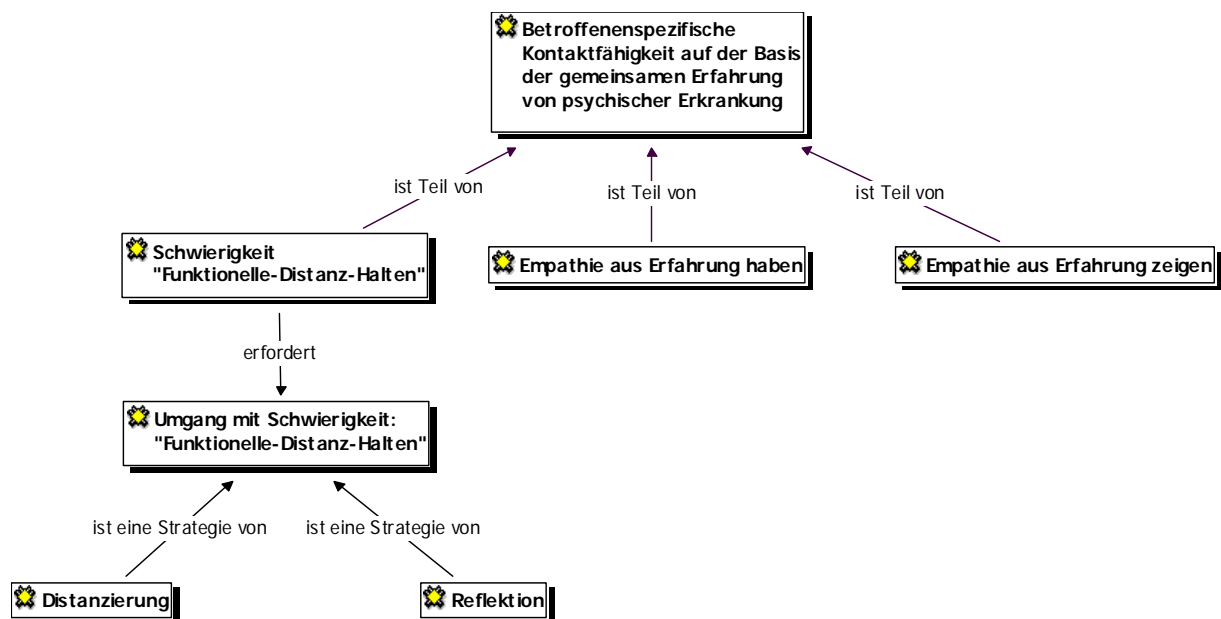 Betroffenenspezifische
Kontaktfähigkeit auf der Basis
der gemeinsamen Erfahrung
von psychischer Erkrankung
ist Teil von
ist Teil von
ist Teil von
Schwierigkeit
"Funktionelle-Distanz-Halten"
Empathie aus Erfahrung haben
Empathie aus Erfahrung zeigen
erfordert
Umgang mit Schwierigkeit:
"Funktionelle-Distanz-Halten"
ist eine Strategie von
ist eine Strategie von
Distanzierung
Reflektion